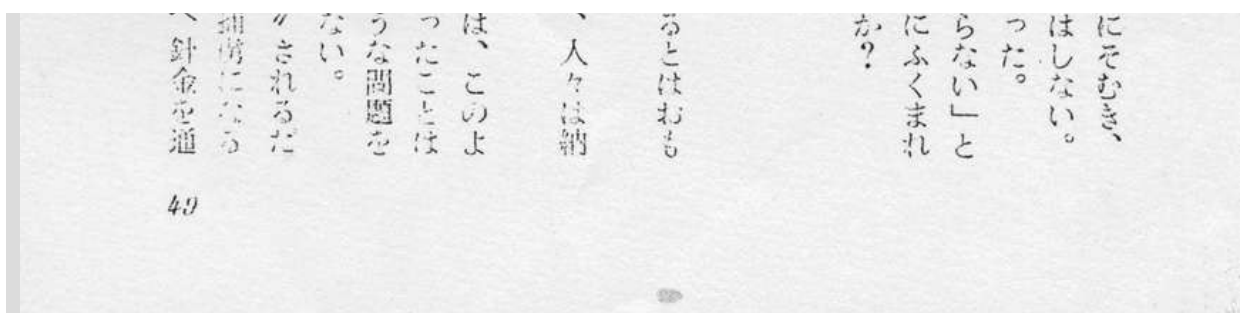 にそむき、
はしない。
った。
らない」と
にふくまれ
か？
るとはおも
、人々は納
は、このよ
ったことは
うな問題を
ない。
〃されるだ
捕虜になる
へ針金を通
49